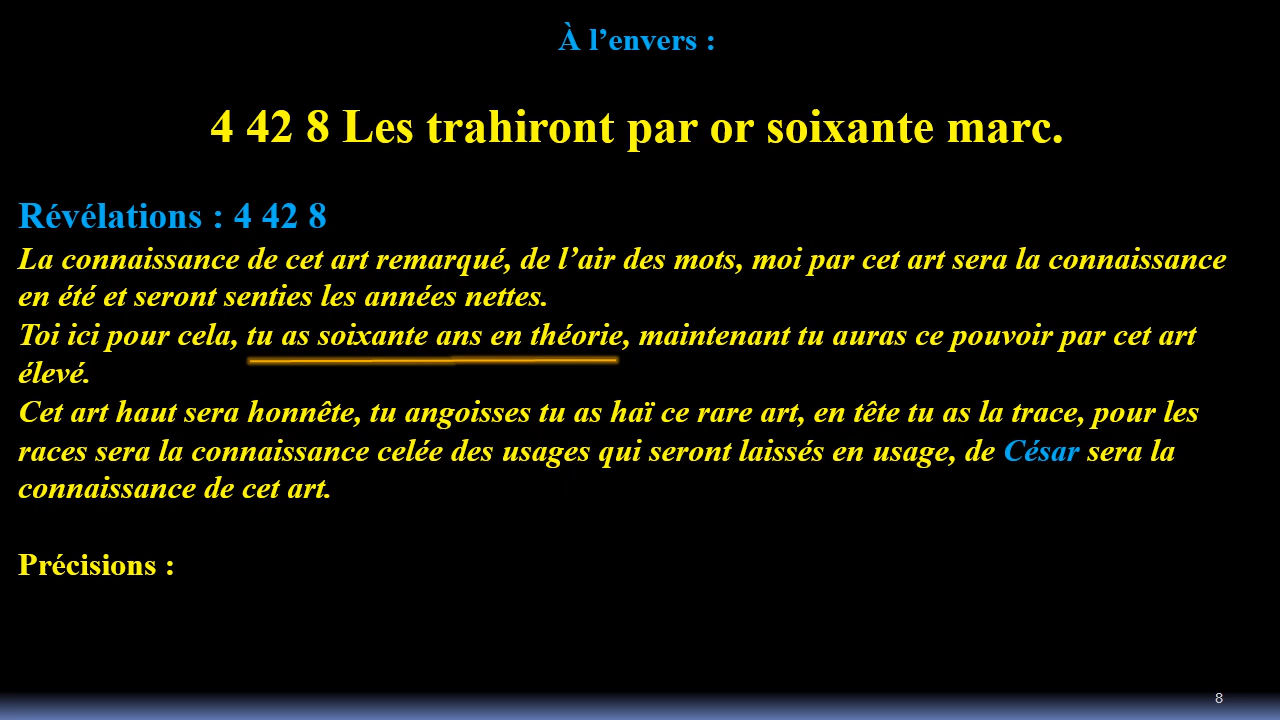 À l’envers :
4 42 8 Les trahiront par or soixante marc.
Révélations : 4 42 8
La connaissance de cet art remarqué, de l’air des mots, moi par cet art sera la connaissance
en été et seront senties les années nettes.
Toi ici pour cela, tu as soixante ans en théorie, maintenant tu auras ce pouvoir par cet art
élevé.
Cet art haut sera honnête, tu angoisses tu as haï ce rare art, en tête tu as la trace, pour les
races sera la connaissance celée des usages qui seront laissés en usage, de César sera la
connaissance de cet art.
Précisions :
8